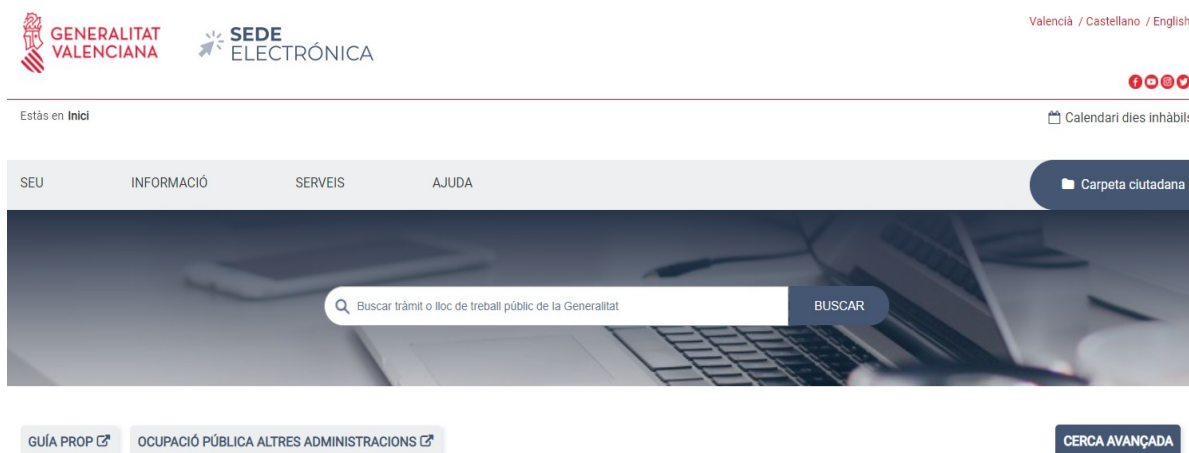 GENERALITAT
VALENCIANA
SEDE
ELECTRÓNICA
Valencià / Castellano / English
Estàs en Inici
Calendari dies inhàbils
SEU INFORMACIÓ SERVEIS AJUDA
Carpeta ciutadana
Buscar tràmit o lloc de treball públic de la Generalitat
BUSCAR
GUÍA PROP
OCUPACIÓ PÚBLICA ALTRES ADMINISTRACIONS
CERCA AVANÇADA